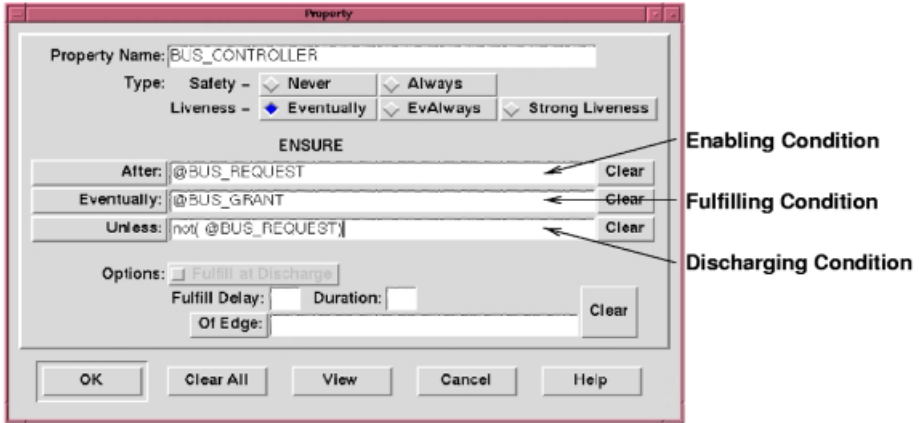 Property
Property Name: BUS_CONTROLLER
Type: Safety – Never Always
Liveness – Eventually EvAlways Strong Liveness
ENSURE
After: @BUS_REQUEST Clear
Enabling Condition
Eventually: @BUS_GRANT Clear
Fulfilling Condition
Unless: not( @BUS_REQUEST) Clear
Discharging Condition
Options: Fulfill at Discharge
Fulfill Delay: Duration:
Clear
Of Edge:
OK Clear All View Cancel Help